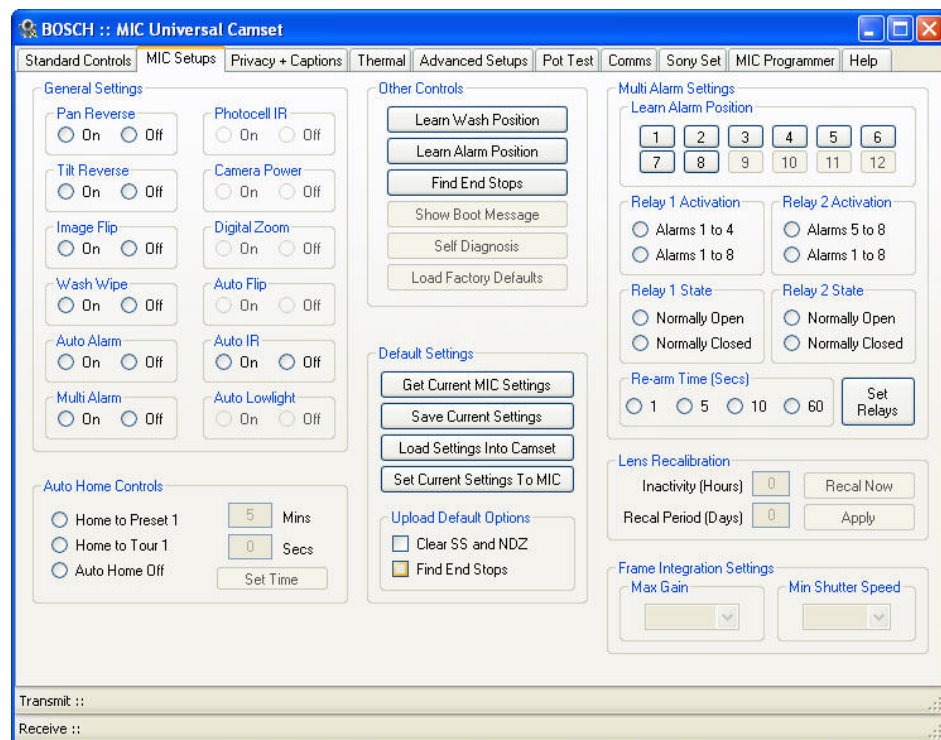 BOSCH :: MIC Universal Camset
Standard Controls MIC Setups Privacy + Captions Thermal Advanced Setups Pot Test Comms Sony Set MIC Programmer Help
General Settings
Pan Reverse
On Off
Photocell IR
On Off
Tilt Reverse
On Off
Camera Power
On Off
Image Flip
On Off
Digital Zoom
On Off
Wash Wipe
On Off
Auto Flip
On Off
Auto Alarm
On Off
Auto IR
On Off
Multi Alarm
On Off
Auto Lowlight
On Off
Auto Home Controls
Home to Preset 1
Home to Tour 1
Auto Home Off
5 Mins
0 Secs
Set Time
Other Controls
Learn Wash Position
Learn Alarm Position
Find End Stops
Show Boot Message
Self Diagnosis
Load Factory Defaults
Default Settings
Get Current MIC Settings
Save Current Settings
Load Settings Into Camset
Set Current Settings To MIC
Upload Default Options
Clear SS and NDZ
Find End Stops
Multi Alarm Settings
Learn Alarm Position
1 2 3 4 5 6
7 8 9 10 11 12
Relay 1 Activation
Alarms 1 to 4
Alarms 1 to 8
Relay 2 Activation
Alarms 5 to 8
Alarms 1 to 8
Relay 1 State
Normally Open
Normally Closed
Relay 2 State
Normally Open
Normally Closed
Re-arm Time (Secs)
1 5 10 60
Set
Relays
Lens Recalibration
Inactivity (Hours) 0 Recal Now
Recal Period (Days) 0 Apply
Frame Integration Settings
Max Gain
Min Shutter Speed
Transmit ::
Receive ::